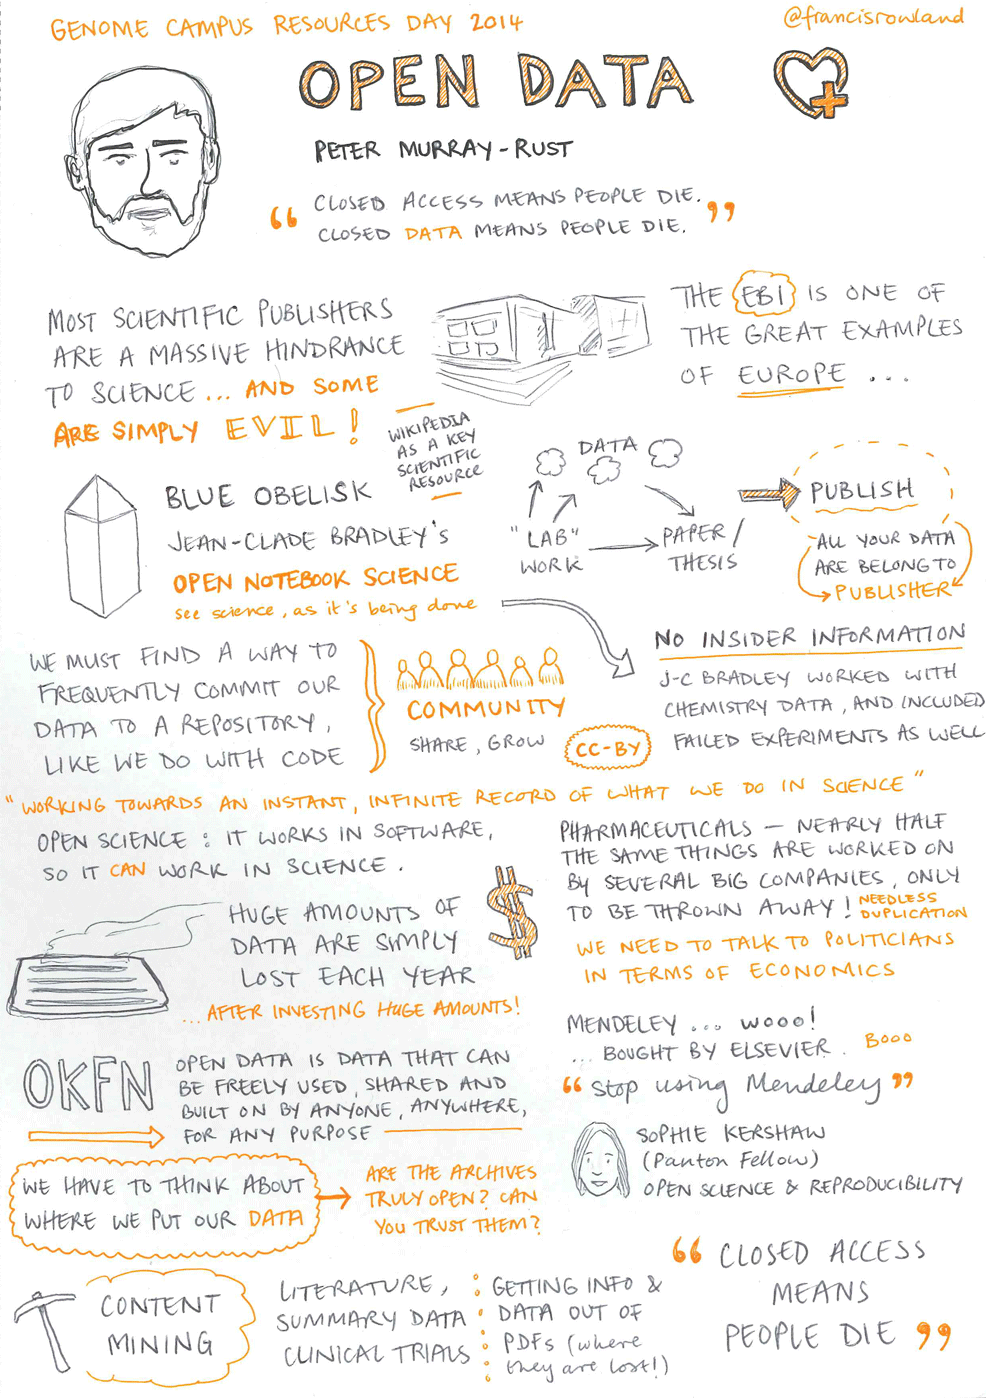 GENOME CAMPUS RESOURCES DAY 2014
@francisrowland
OPEN DATA
PETER MURRAY-RUST
“ CLOSED ACCESS MEANS PEOPLE DIE.
CLOSED DATA MEANS PEOPLE DIE. ”
MOST SCIENTIFIC PUBLISHERS
ARE A MASSIVE HINDRANCE
TO SCIENCE ... AND SOME
ARE SIMPLY EVIL!
THE EBI IS ONE OF
THE GREAT EXAMPLES
OF EUROPE ...
WIKIPEDIA
AS A KEY
SCIENTIFIC
RESOURCE
BLUE OBELISK
JEAN-CLADE BRADLEY'S
OPEN NOTEBOOK SCIENCE
see science, as it's being done
DATA
"LAB"
WORK
PAPER/
THESIS
PUBLISH
ALL YOUR DATA
ARE BELONG TO
PUBLISHER
NO INSIDER INFORMATION
J-C BRADLEY WORKED WITH
CHEMISTRY DATA, AND INCLUDED
FAILED EXPERIMENTS AS WELL
WE MUST FIND A WAY TO
FREQUENTLY COMMIT OUR
DATA TO A REPOSITORY,
LIKE WE DO WITH CODE
COMMUNITY
SHARE, GROW
CC-BY
"WORKING TOWARDS AN INSTANT, INFINITE RECORD OF WHAT WE DO IN SCIENCE"
OPEN SCIENCE: IT WORKS IN SOFTWARE,
SO IT CAN WORK IN SCIENCE.
PHARMACEUTICALS — NEARLY HALF
THE SAME THINGS ARE WORKED ON
BY SEVERAL BIG COMPANIES, ONLY
TO BE THROWN AWAY!
NEEDLESS
DUPLICATION
WE NEED TO TALK TO POLITICIANS
IN TERMS OF ECONOMICS
HUGE AMOUNTS OF
DATA ARE SIMPLY
LOST EACH YEAR
... AFTER INVESTING HUGE AMOUNTS!
$
MENDELEY ... WOOO!
... BOUGHT BY ELSEVIER. BOOO
“ Stop using Mendeley ”
OKFN
OPEN DATA IS DATA THAT CAN
BE FREELY USED, SHARED AND
BUILT ON BY ANYONE, ANYWHERE,
FOR ANY PURPOSE
SOPHIE KERSHAW
(Panton Fellow)
OPEN SCIENCE & REPRODUCIBILITY
WE HAVE TO THINK ABOUT
WHERE WE PUT OUR DATA
ARE THE ARCHIVES
TRULY OPEN? CAN
YOU TRUST THEM?
CONTENT
MINING
LITERATURE,
SUMMARY DATA
CLINICAL TRIALS
GETTING INFO &
DATA OUT OF
PDFs (where
they are lost!)
“ CLOSED ACCESS
MEANS
PEOPLE DIE ”